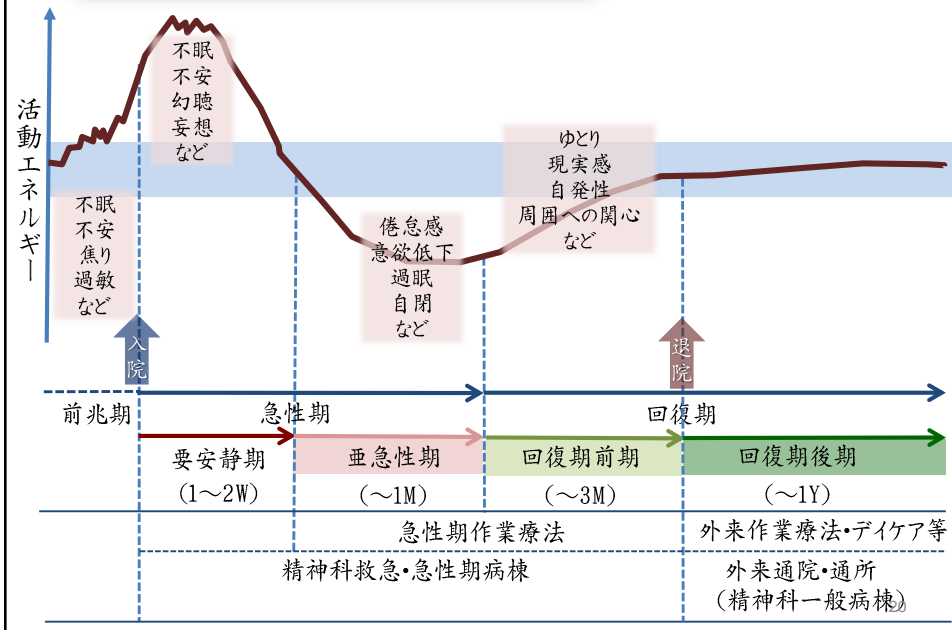 活動エネルギー
不眠
不安
幻聴
妄想
など
不眠
不安
焦り
過敏
など
倦怠感
意欲低下
過眠
自閉
など
ゆとり
現実感
自発性
周囲への関心
など
入院
退院
前兆期
急性期
回復期
要安静期
亜急性期
回復期前期
回復期後期
(1～2W)
(～1M)
(～3M)
(～1Y)
急性期作業療法
外来作業療法・デイケア等
精神科救急・急性期病棟
外来通院・通所
(精神科一般病棟)
20